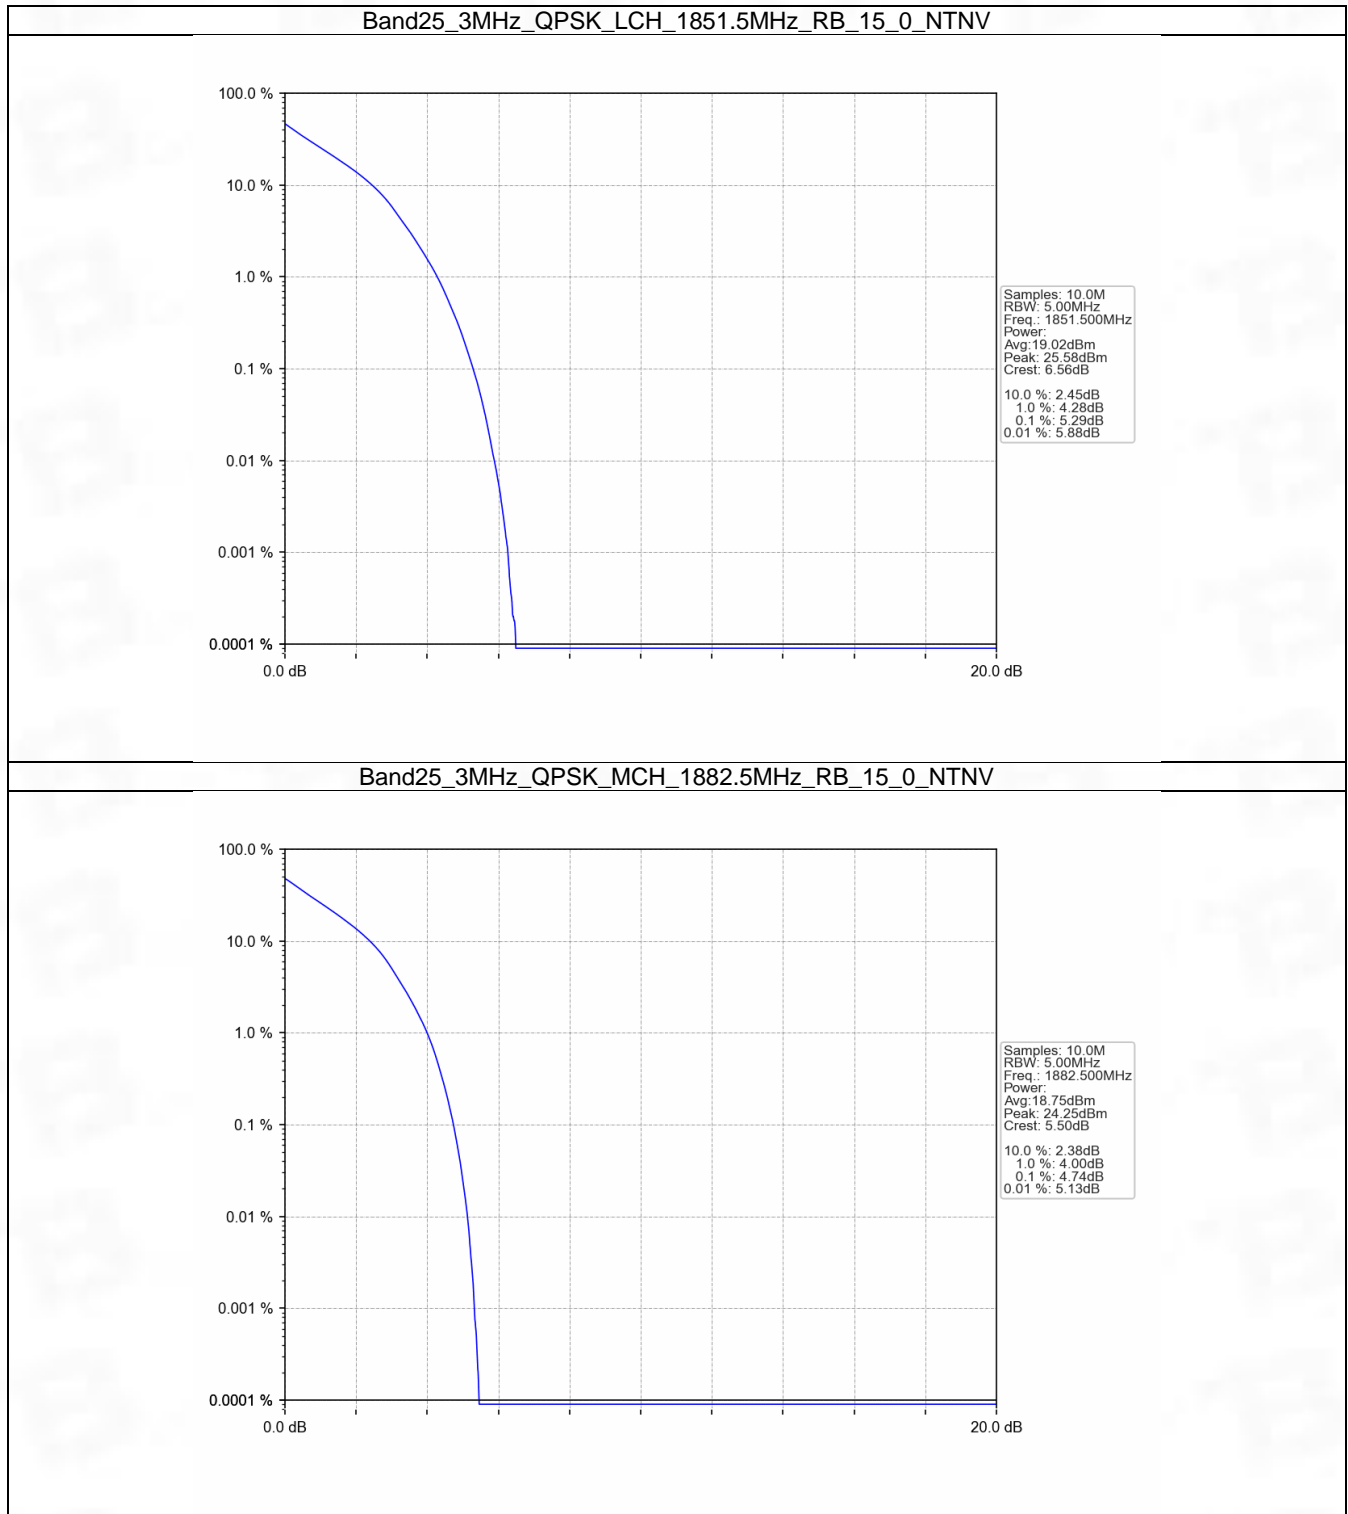 Band25_3MHz_QPSK_LCH_1851.5MHz_RB_15_0_NTNV
100.0 %
10.0 %
1.0 %
0.1 %
0.01 %
0.001 %
0.0001 %
0.0 dB
20.0 dB
Samples: 10.0M
RBW: 5.00MHz
Freq.: 1851.500MHz
Power:
Avg:19.02dBm
Peak: 25.58dBm
Crest: 6.56dB
10.0 %: 2.45dB
1.0 %: 4.28dB
0.1 %: 5.29dB
0.01 %: 5.88dB
Band25_3MHz_QPSK_MCH_1882.5MHz_RB_15_0_NTNV
100.0 %
10.0 %
1.0 %
0.1 %
0.01 %
0.001 %
0.0001 %
0.0 dB
20.0 dB
Samples: 10.0M
RBW: 5.00MHz
Freq.: 1882.500MHz
Power:
Avg:18.75dBm
Peak: 24.25dBm
Crest: 5.50dB
10.0 %: 2.38dB
1.0 %: 4.00dB
0.1 %: 4.74dB
0.01 %: 5.13dB